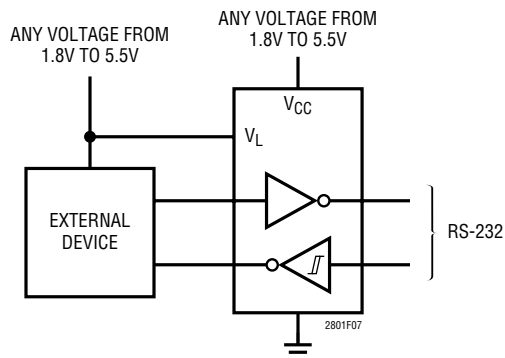 ANY VOLTAGE FROM
1.8V TO 5.5V
ANY VOLTAGE FROM
1.8V TO 5.5V
VCC
VL
EXTERNAL
DEVICE
RS-232
2801F07